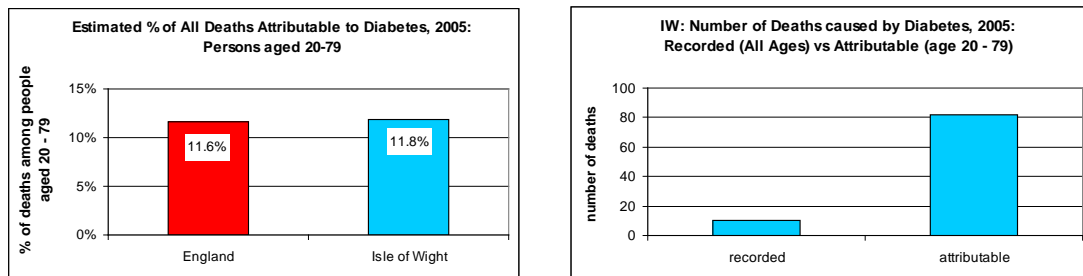 Estimated % of All Deaths Attributable to Diabetes, 2005:
Persons aged 20-79
% of deaths among people
aged 20 - 79
15%
10%
5%
0%
11.6%
11.8%
England
Isle of Wight
IW: Number of Deaths caused by Diabetes, 2005:
Recorded (All Ages) vs Attributable (age 20 - 79)
number of deaths
100
80
60
40
20
0
recorded
attributable